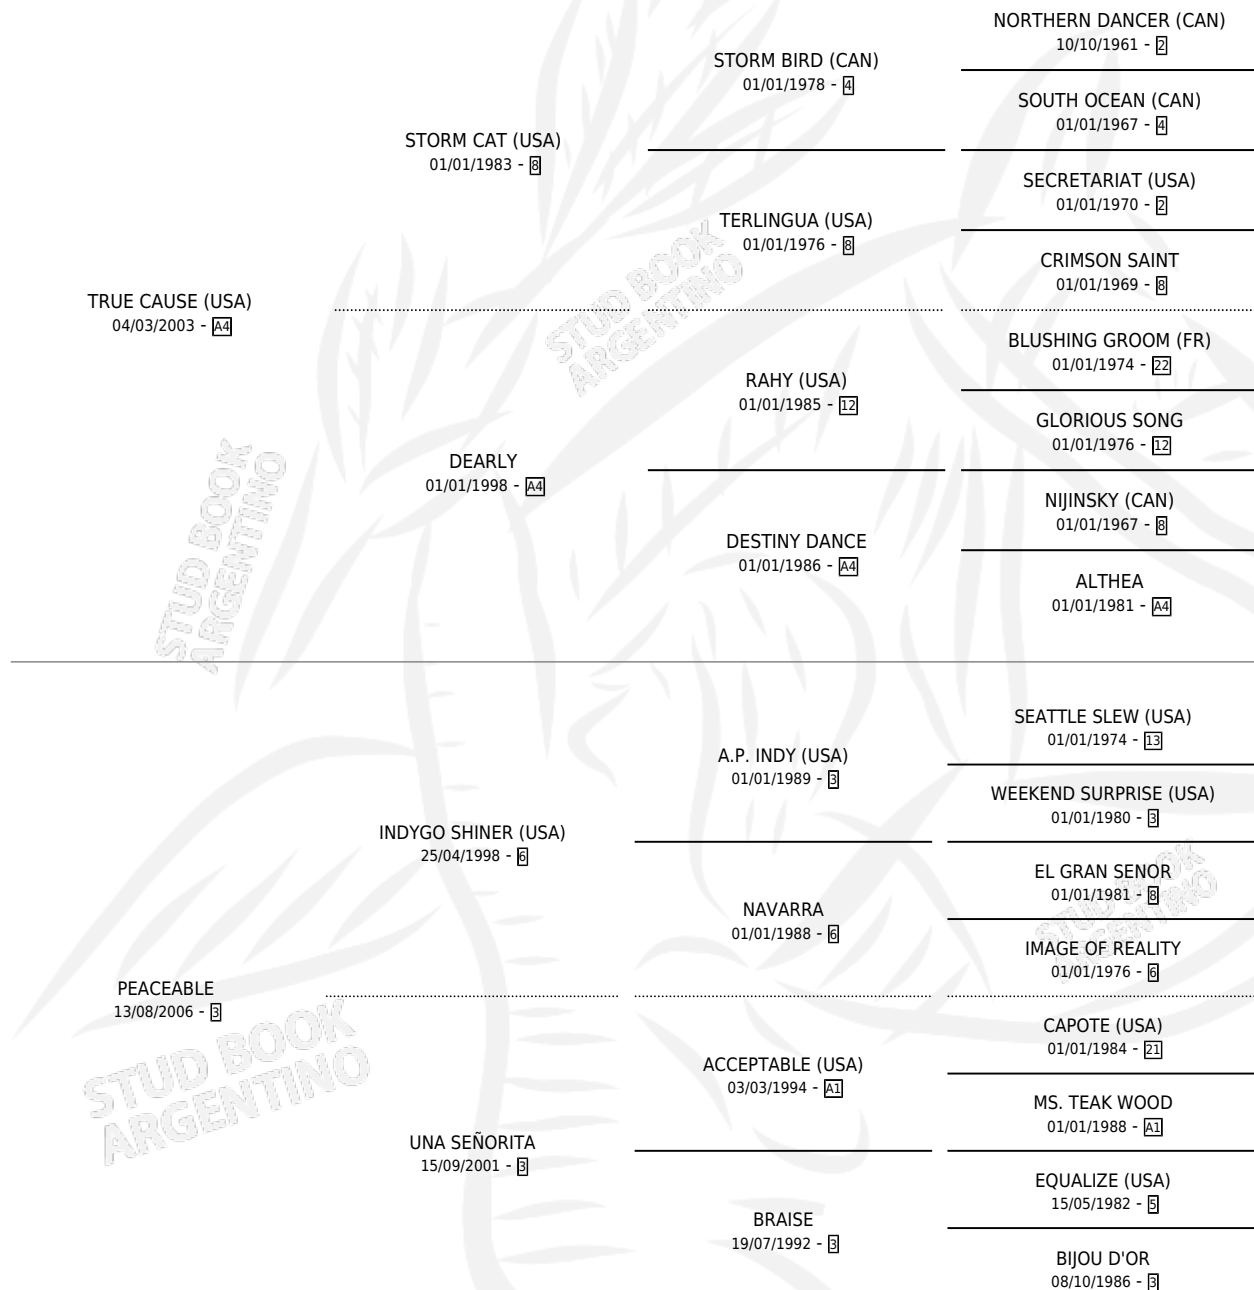 NORTHERN DANCER (CAN)
10/10/1961 - 2
STORM BIRD (CAN)
01/01/1978 - 4
SOUTH OCEAN (CAN)
01/01/1967 - 4
STORM CAT (USA)
01/01/1983 - 8
SECRETARIAT (USA)
01/01/1970 - 2
TERLINGUA (USA)
01/01/1976 - 8
CRIMSON SAINT
01/01/1969 - 8
TRUE CAUSE (USA)
04/03/2003 - A4
BLUSHING GROOM (FR)
01/01/1974 - 22
RAHY (USA)
01/01/1985 - 12
GLORIOUS SONG
01/01/1976 - 12
DEARLY
01/01/1998 - A4
NIJINSKY (CAN)
01/01/1967 - 8
DESTINY DANCE
01/01/1986 - A4
ALTHEA
01/01/1981 - A4
SEATTLE SLEW (USA)
01/01/1974 - 13
A.P. INDY (USA)
01/01/1989 - 3
WEEKEND SURPRISE (USA)
01/01/1980 - 3
INDYGO SHINER (USA)
25/04/1998 - 6
EL GRAN SENOR
01/01/1981 - 8
NAVARRA
01/01/1988 - 6
IMAGE OF REALITY
01/01/1976 - 6
PEACEABLE
13/08/2006 - 3
CAPOTE (USA)
01/01/1984 - 21
ACCEPTABLE (USA)
03/03/1994 - A1
MS. TEAK WOOD
01/01/1988 - A1
UNA SEÑORITA
15/09/2001 - 3
EQUALIZE (USA)
15/05/1982 - 5
BRAISE
19/07/1992 - 3
BIJOU D'OR
08/10/1986 - 3
STUD BOOK
ARGENTINO
STUD BOOK
ARGENTINO
STUD BOOK
ARGENTINO
STUD BOOK
ARGENTINO